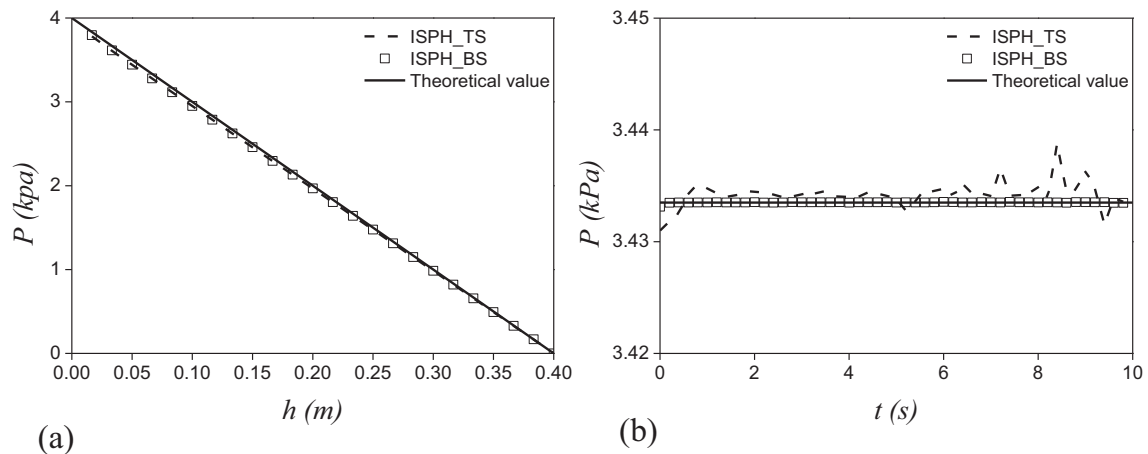 4
3
2
1
0
P (kpa)
ISPH_TS
ISPH_BS
Theoretical value
0.00 0.05 0.10 0.15 0.20 0.25 0.30 0.35 0.40
h (m)
(a)
3.45
3.44
3.43
3.42
P (kPa)
ISPH_TS
ISPH_BS
Theoretical value
0 2 4 6 8 10
t (s)
(b)